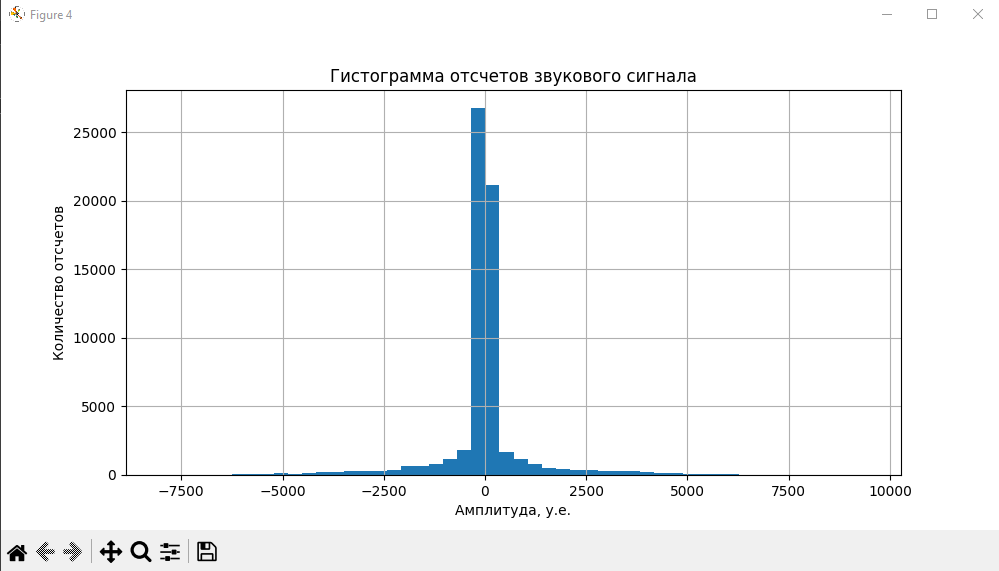 Figure 4
Гистограмма отсчетов звукового сигнала
Количество отсчетов
25000
20000
15000
10000
5000
0
−7500 −5000 −2500 0 2500 5000 7500 10000
Амплитуда, у.е.